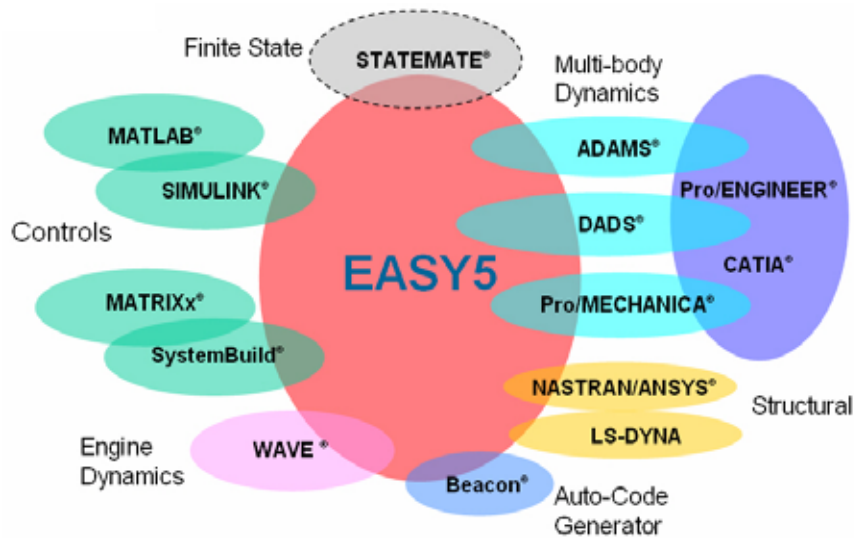 Finite State
STATEMATE®
Multi-body
Dynamics
MATLAB®
ADAMS®
SIMULINK®
Pro/ENGINEER®
Controls
DADS®
EASY5
CATIA®
MATRIXx®
Pro/MECHANICA®
SystemBuild®
NASTRAN/ANSYS®
Structural
LS-DYNA
Engine
Dynamics
WAVE ®
Beacon®
Auto-Code
Generator